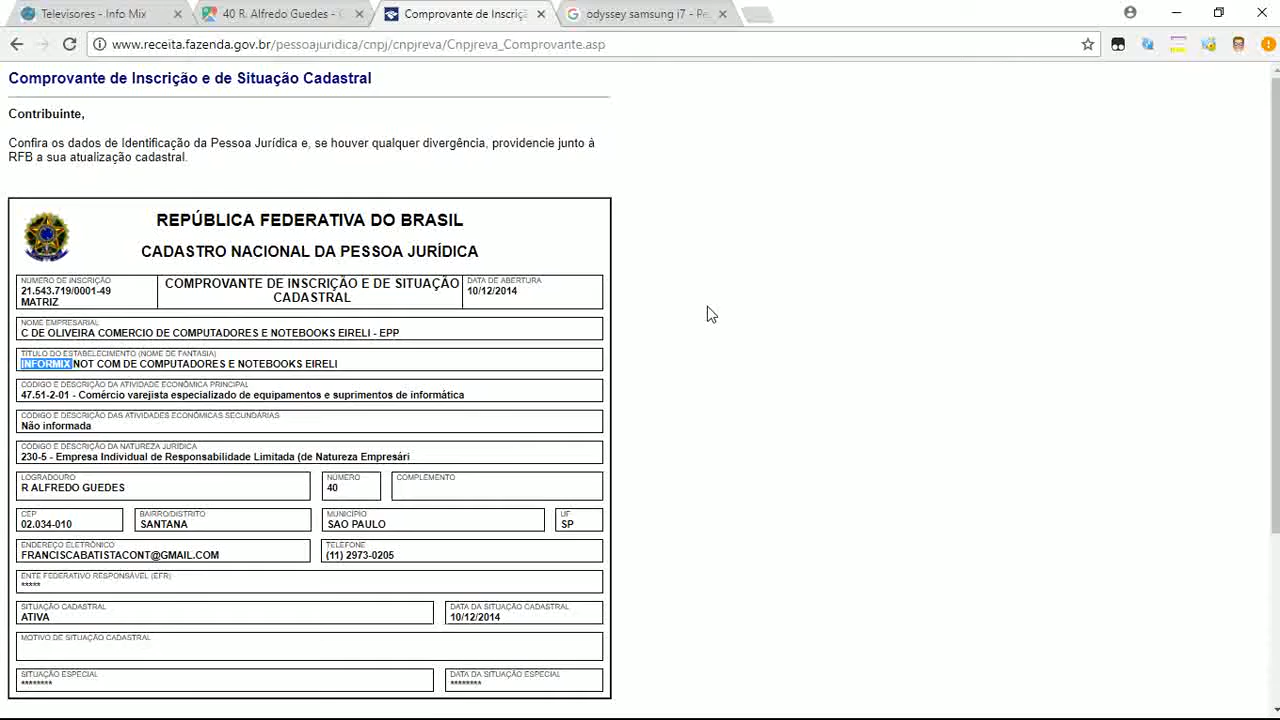 Televisores - Info Mix
40 R. Alfredo Guedes - G
Comprovante de Inscriçã
odyssey samsung i7 - Pe
www.receita.fazenda.gov.br/pessoajuridica/cnpj/cnpjreva/Cnpjreva_Comprovante.asp
Comprovante de Inscrição e de Situação Cadastral
Contribuinte,
Confira os dados de Identificação da Pessoa Jurídica e, se houver qualquer divergência, providencie junto à
RFB a sua atualização cadastral.
REPÚBLICA FEDERATIVA DO BRASIL
CADASTRO NACIONAL DA PESSOA JURÍDICA
NÚMERO DE INSCRIÇÃO
21.543.719/0001-49
MATRIZ
COMPROVANTE DE INSCRIÇÃO E DE SITUAÇÃO
CADASTRAL
DATA DE ABERTURA
10/12/2014
NOME EMPRESARIAL
C DE OLIVEIRA COMERCIO DE COMPUTADORES E NOTEBOOKS EIRELI - EPP
TÍTULO DO ESTABELECIMENTO (NOME DE FANTASIA)
INFORMIX NOT COM DE COMPUTADORES E NOTEBOOKS EIRELI
CÓDIGO E DESCRIÇÃO DA ATIVIDADE ECONÔMICA PRINCIPAL
47.51-2-01 - Comércio varejista especializado de equipamentos e suprimentos de informática
CÓDIGO E DESCRIÇÃO DAS ATIVIDADES ECONÔMICAS SECUNDÁRIAS
Não informada
CÓDIGO E DESCRIÇÃO DA NATUREZA JURÍDICA
230-5 - Empresa Individual de Responsabilidade Limitada (de Natureza Empresári
LOGRADOURO
R ALFREDO GUEDES
NÚMERO
40
COMPLEMENTO
CEP
02.034-010
BAIRRO/DISTRITO
SANTANA
MUNICÍPIO
SAO PAULO
UF
SP
ENDEREÇO ELETRÔNICO
FRANCISCABATISTACONT@GMAIL.COM
TELEFONE
(11) 2973-0205
ENTE FEDERATIVO RESPONSÁVEL (EFR)
*****
SITUAÇÃO CADASTRAL
ATIVA
DATA DA SITUAÇÃO CADASTRAL
10/12/2014
MOTIVO DE SITUAÇÃO CADASTRAL
SITUAÇÃO ESPECIAL
********
DATA DA SITUAÇÃO ESPECIAL
********